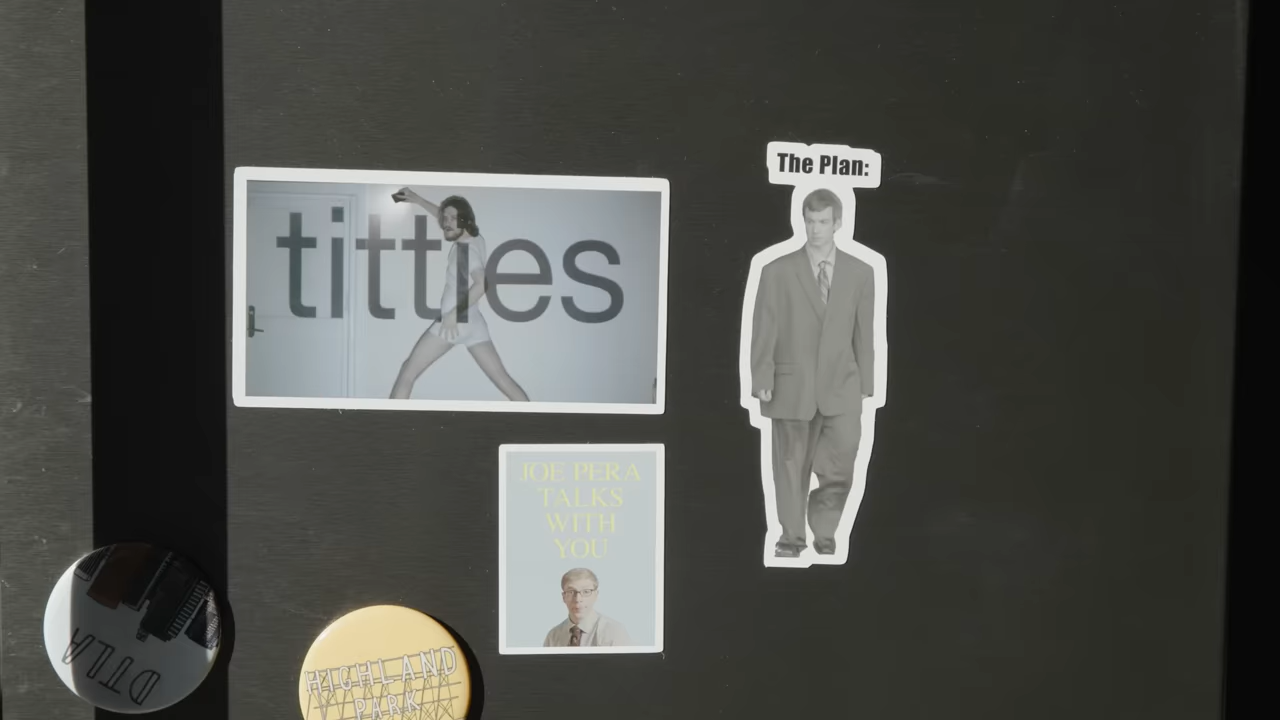 The Plan:
titties
JOE PERA
TALKS
WITH
YOU
DTLA
HIGHLAND
PARK